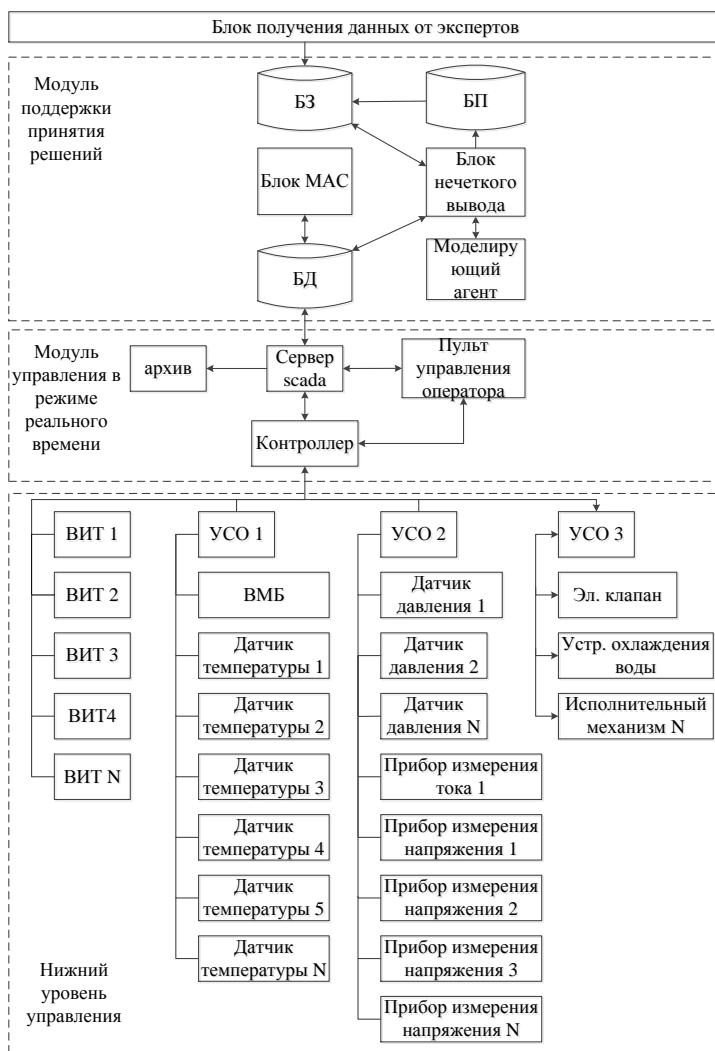 Блок получения данных от экспертов
Модуль
поддержки
принятия
решений
БЗ
БП
Блок МАС
Блок
нечеткого
вывода
БД
Моделиру
ющий
агент
Модуль
управления в
режиме
реального
времени
архив
Сервер
scada
Пульт
управления
оператора
Контроллер
ВИТ 1
ВИТ 2
ВИТ 3
ВИТ4
ВИТ N
УСО 1
ВМБ
Датчик
температуры 1
Датчик
температуры 2
Датчик
температуры 3
Датчик
температуры 4
Датчик
температуры 5
Датчик
температуры N
УСО 2
Датчик
давления 1
Датчик
давления 2
Датчик
давления N
Прибор измерения
тока 1
Прибор измерения
напряжения 1
Прибор измерения
напряжения 2
Прибор измерения
напряжения 3
Прибор измерения
напряжения N
УСО 3
Эл. клапан
Устр. охлаждения
воды
Исполнительный
механизм N
Нижний
уровень
управления